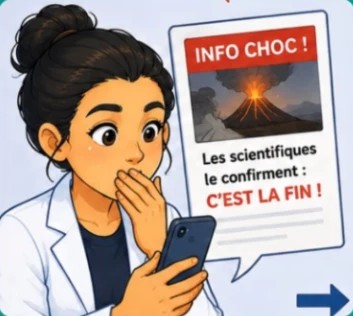 INFO CHOC !
Les scientifiques
le confirment :
C'EST LA FIN !